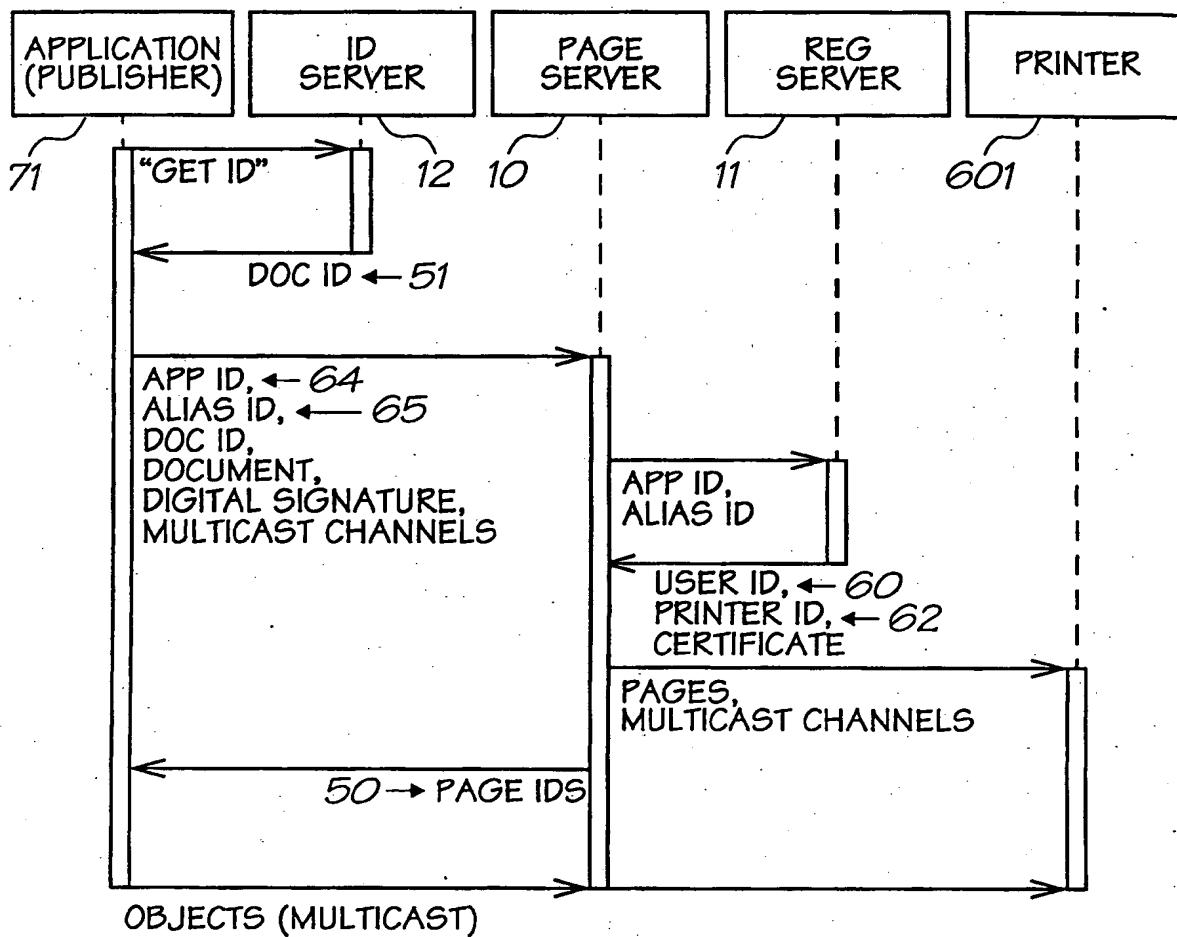 APPLICATION
(PUBLISHER)
ID
SERVER
PAGE
SERVER
REG
SERVER
PRINTER
71
12
10
11
601
"GET ID"
DOC ID
51
APP ID,
64
ALIAS ID,
65
DOC ID,
DOCUMENT,
DIGITAL SIGNATURE,
MULTICAST CHANNELS
APP ID,
ALIAS ID
USER ID,
60
PRINTER ID,
62
CERTIFICATE
PAGES,
MULTICAST CHANNELS
50
PAGE IDS
OBJECTS (MULTICAST)